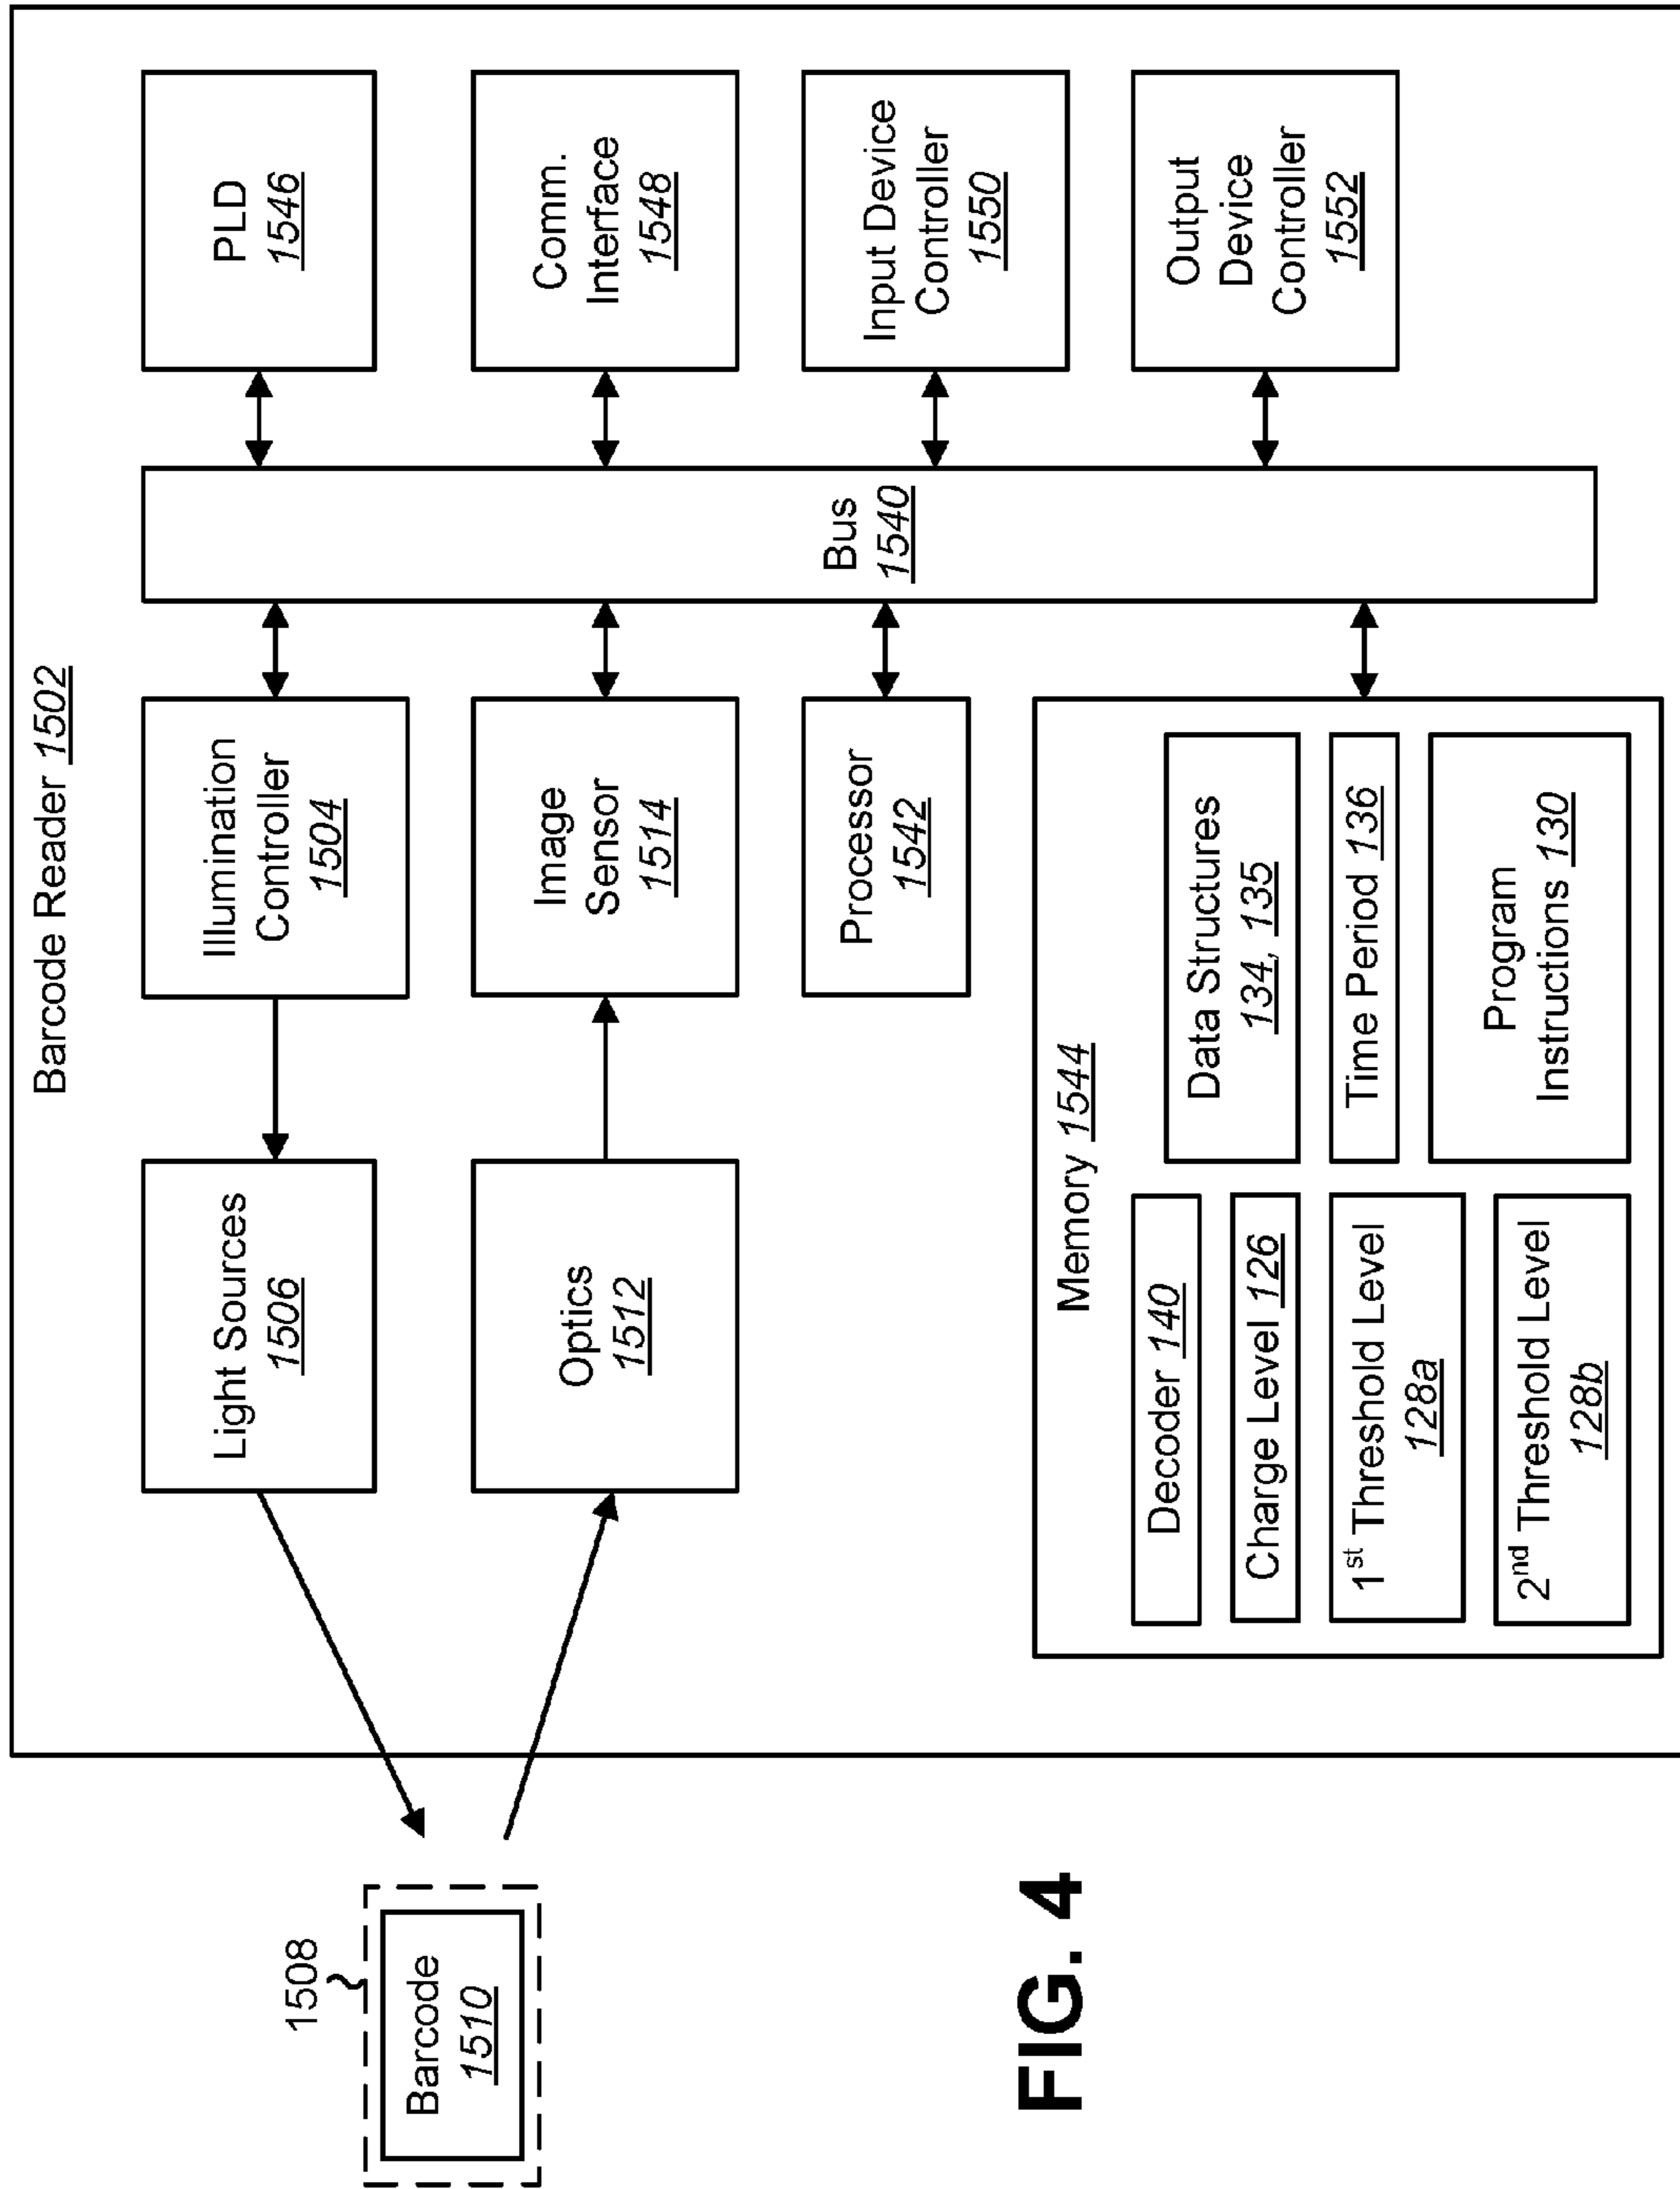 Barcode Reader 1502
1508
Barcode
1510
Light Sources
1506
Optics
1512
Illumination
Controller
1504
Image
Sensor
1514
Processor
1542
Memory 1544
Decoder 140
Charge Level 126
1st Threshold Level
128a
2nd Threshold Level
128b
Data Structures
134, 135
Time Period 136
Program
Instructions 130
Bus
1540
PLD
1546
Comm.
Interface
1548
Input Device
Controller
1550
Output
Device
Controller
1552
FIG. 4